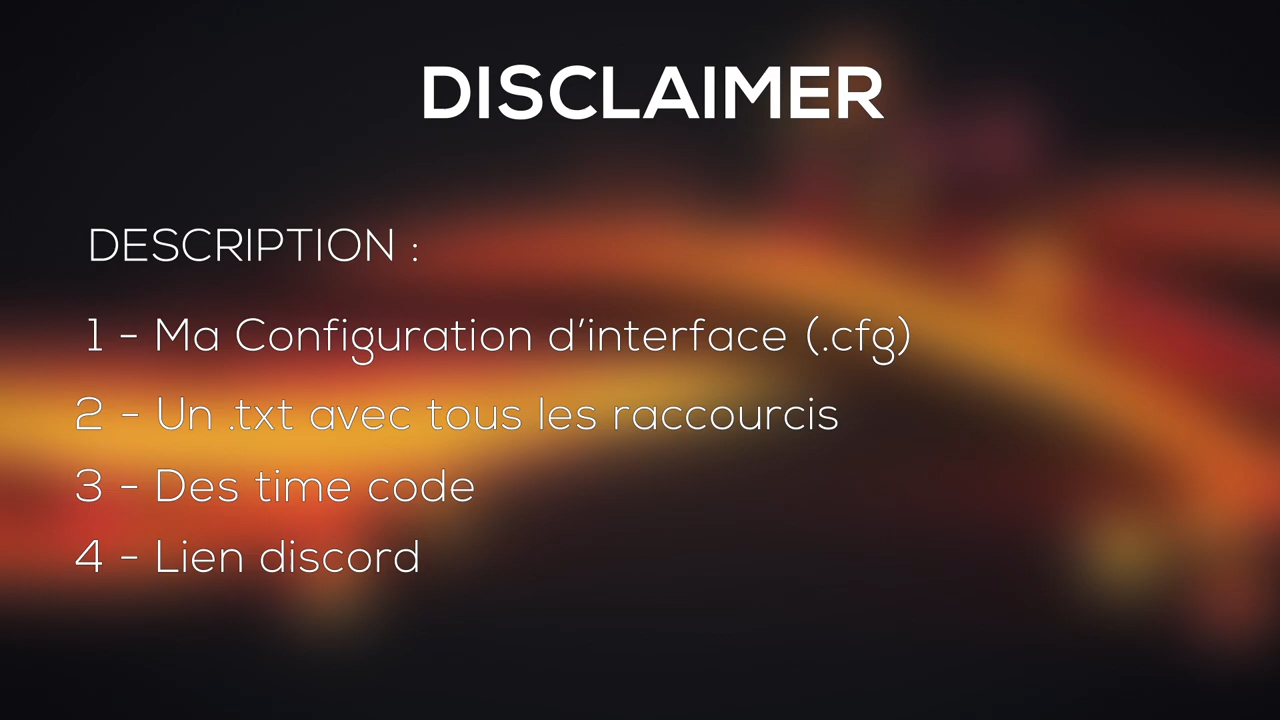 DISCLAIMER
DESCRIPTION :
1 - Ma Configuration d'interface (.cfg)
2 - Un .txt avec tous les raccourcis
3 - Des time code
4 - Lien discord